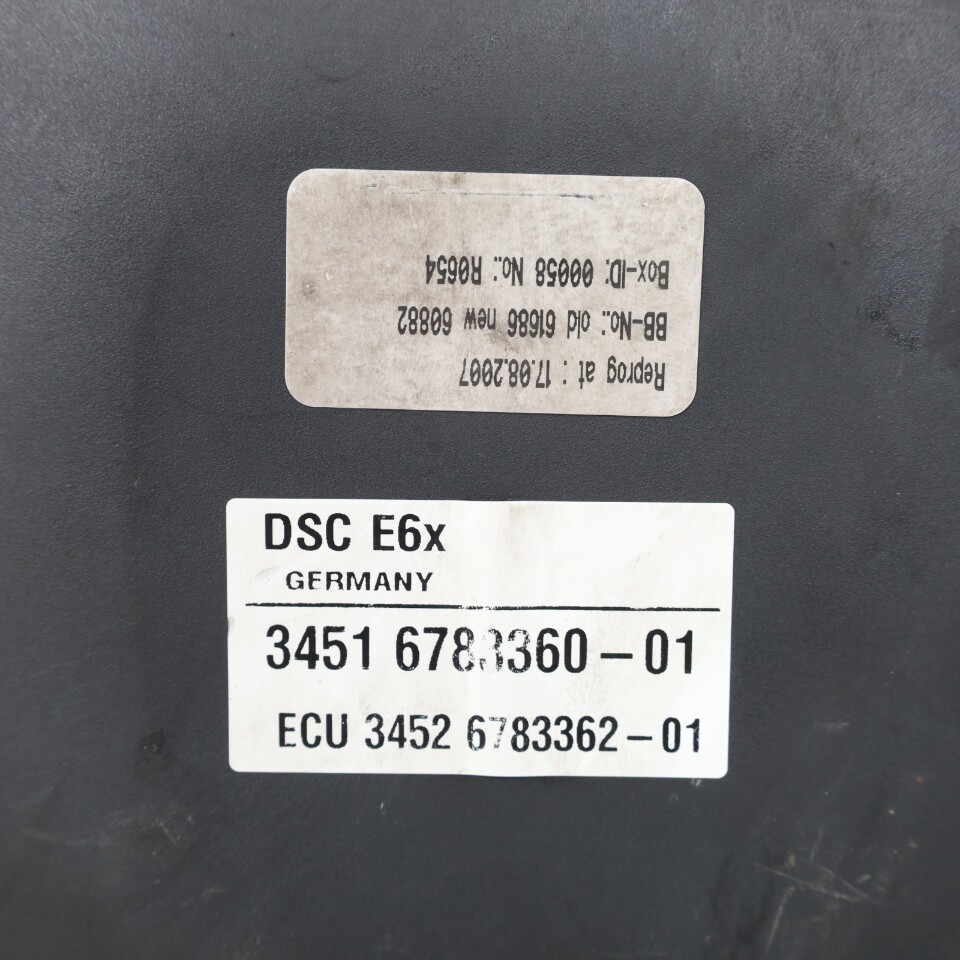 Reprog at : 17.08.2007
BB-No.: old 61686 new 60882
Box-ID: 00058 No.: R0654
DSC E6x
GERMANY
3451 6783360-01
ECU 3452 6783362-01